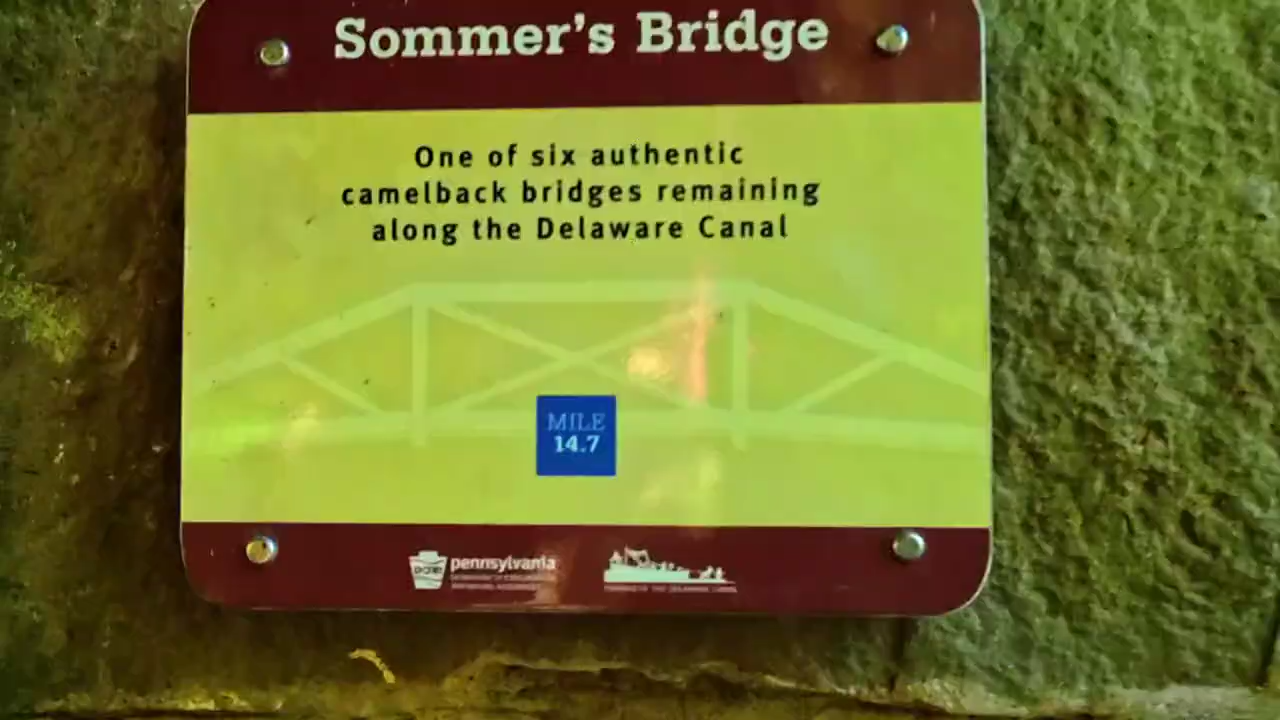 Sommer's Bridge
One of six authentic
camelback bridges remaining
along the Delaware Canal
MILE
14.7
pennsylvania